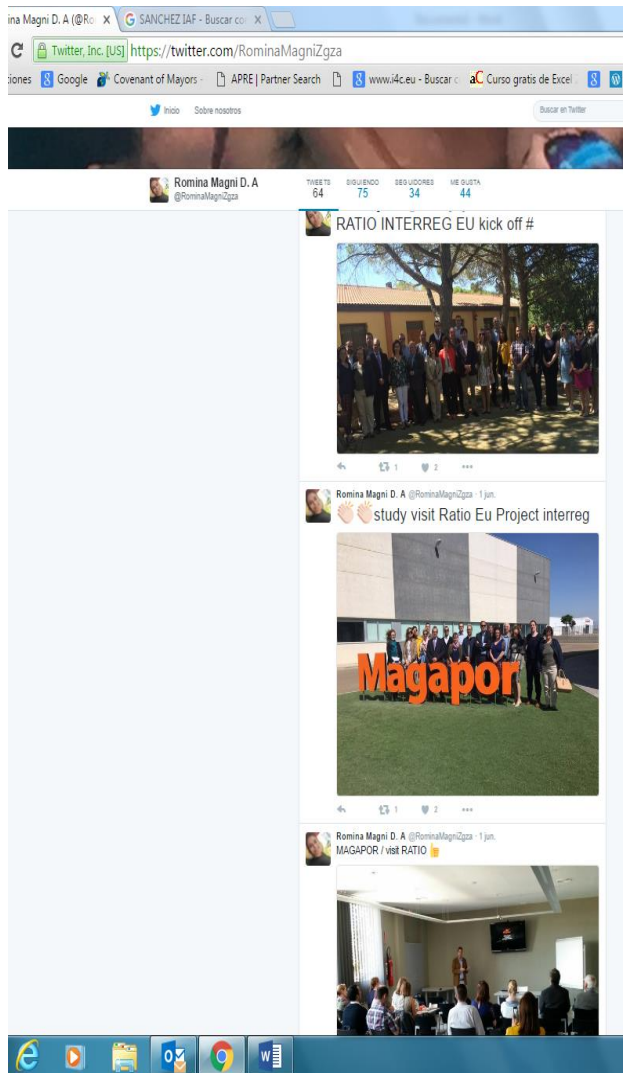 ina Magni D. A (@Ro
SANCHEZ IAF - Buscar co
Twitter, Inc. [US] https://twitter.com/RominaMagniZgza
ciones Google Covenant of Mayors - APRE | Partner Search www.i4c.eu - Buscar c aC Curso gratis de Excel
Inicio Sobre nosotros Buscar en Twitter
Romina Magni D. A
@RominaMagniZgza
TWEETS SIGUIENDO SEGUIDORES ME GUSTA
64 75 34 44
RATIO INTERREG EU kick off #
1 2
Romina Magni D. A @RominaMagniZgza · 1 jun.
study visit Ratio Eu Project interreg
Magapor
1 2
Romina Magni D. A @RominaMagniZgza · 1 jun.
MAGAPOR / visit RATIO